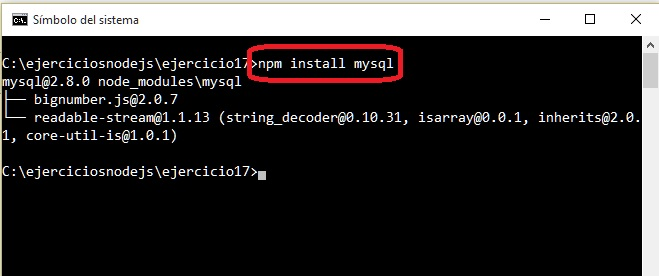 Símbolo del sistema
C:\ejerciciosnodejs\ejercicio17>npm install mysql
mysql@2.8.0 node_modules\mysql
├── bignumber.js@2.0.7
└── readable-stream@1.1.13 (string_decoder@0.10.31, isarray@0.0.1, inherits@2.0.
1, core-util-is@1.0.1)
C:\ejerciciosnodejs\ejercicio17>